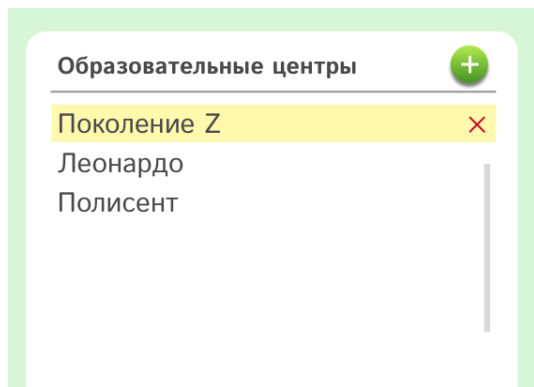 Образовательные центры
Поколение Z
Леонардо
Полисент